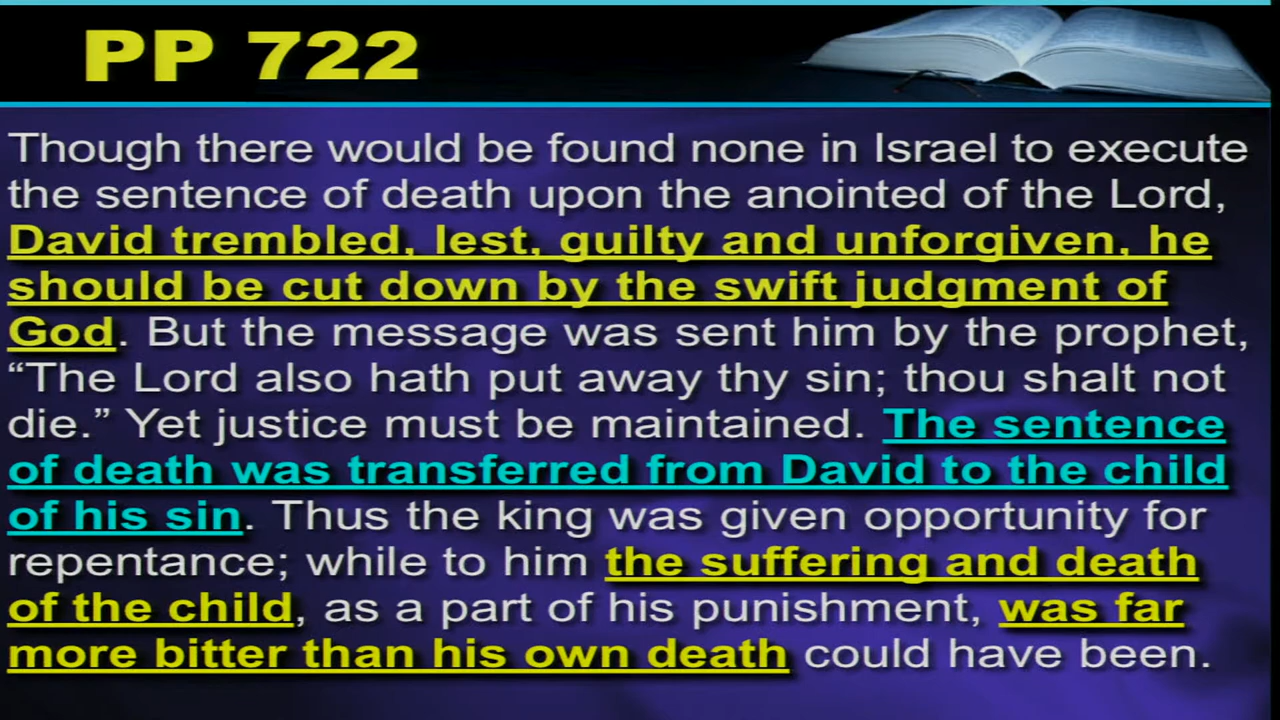 PP 722
Though there would be found none in Israel to execute
the sentence of death upon the anointed of the Lord,
David trembled, lest, guilty and unforgiven, he
should be cut down by the swift judgment of
God. But the message was sent him by the prophet,
“The Lord also hath put away thy sin; thou shalt not
die.” Yet justice must be maintained. The sentence
of death was transferred from David to the child
of his sin. Thus the king was given opportunity for
repentance; while to him the suffering and death
of the child, as a part of his punishment, was far
more bitter than his own death could have been.